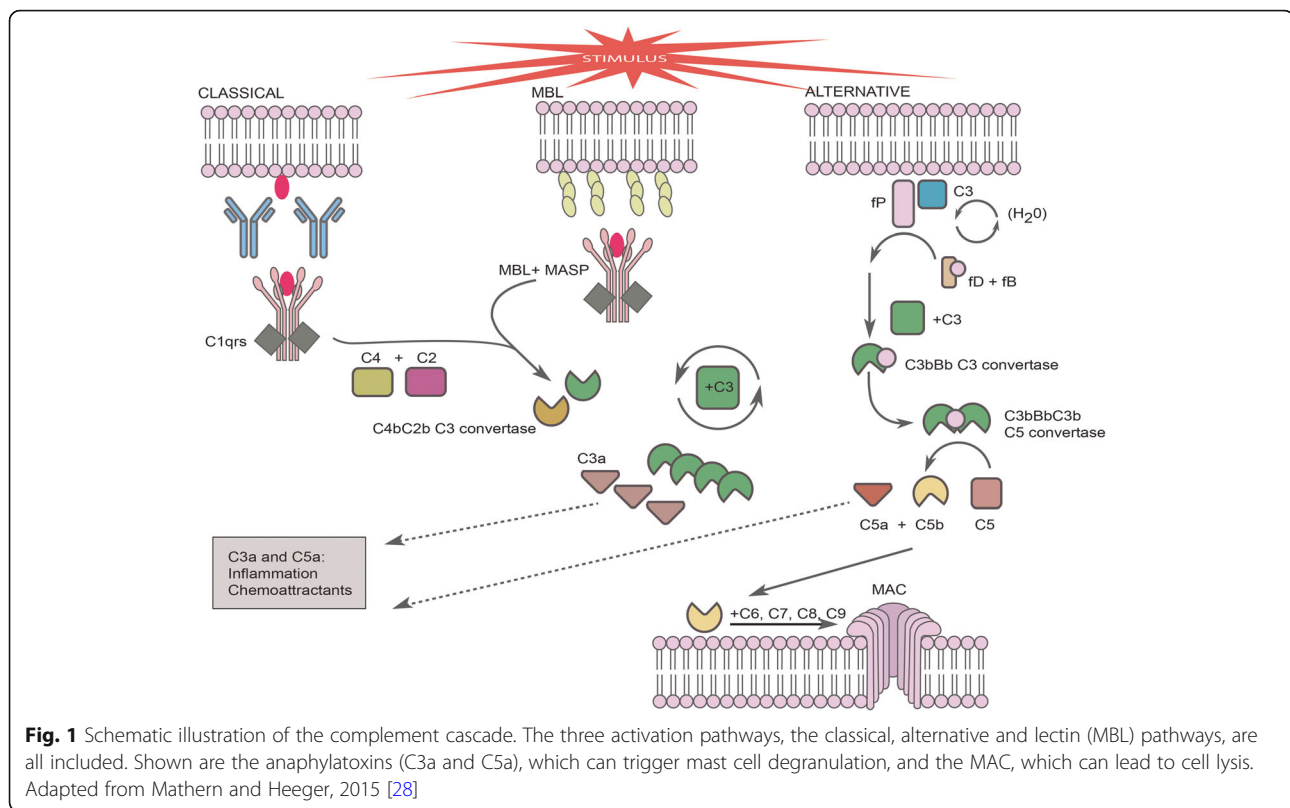 STIMULUS
CLASSICAL
MBL
ALTERNATIVE
fP
C3
(H20)
fD + fB
MBL+ MASP
+C3
C1qrs
C4 + C2
C3bBb C3 convertase
+C3
C4bC2b C3 convertase
C3bBbC3b
C5 convertase
C3a
C5a + C5b
C5
C3a and C5a:
Inflammation
Chemoattractants
MAC
+C6, C7, C8, C9
Fig. 1 Schematic illustration of the complement cascade. The three activation pathways, the classical, alternative and lectin (MBL) pathways, are
all included. Shown are the anaphylatoxins (C3a and C5a), which can trigger mast cell degranulation, and the MAC, which can lead to cell lysis.
Adapted from Mathern and Heeger, 2015 [28]